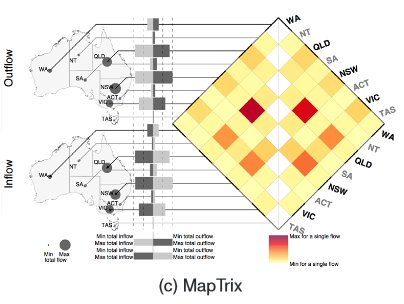 Outflow
WA
NT
QLD
SA
NSW
ACT
VIC
TAS
WA
NT
QLD
SA
NSW
ACT
VIC
TAS
Inflow
WA
NT
QLD
SA
NSW
ACT
VIC
TAS
WA
NT
QLD
SA
NSW
ACT
VIC
TAS
Min Max
total flow
Min total inflow Min total outflow
Max total inflow Max total outflow
Min total inflow Min total outflow
Max total inflow Max total outflow
Max for a single flow
Min for a single flow
(c) MapTrix